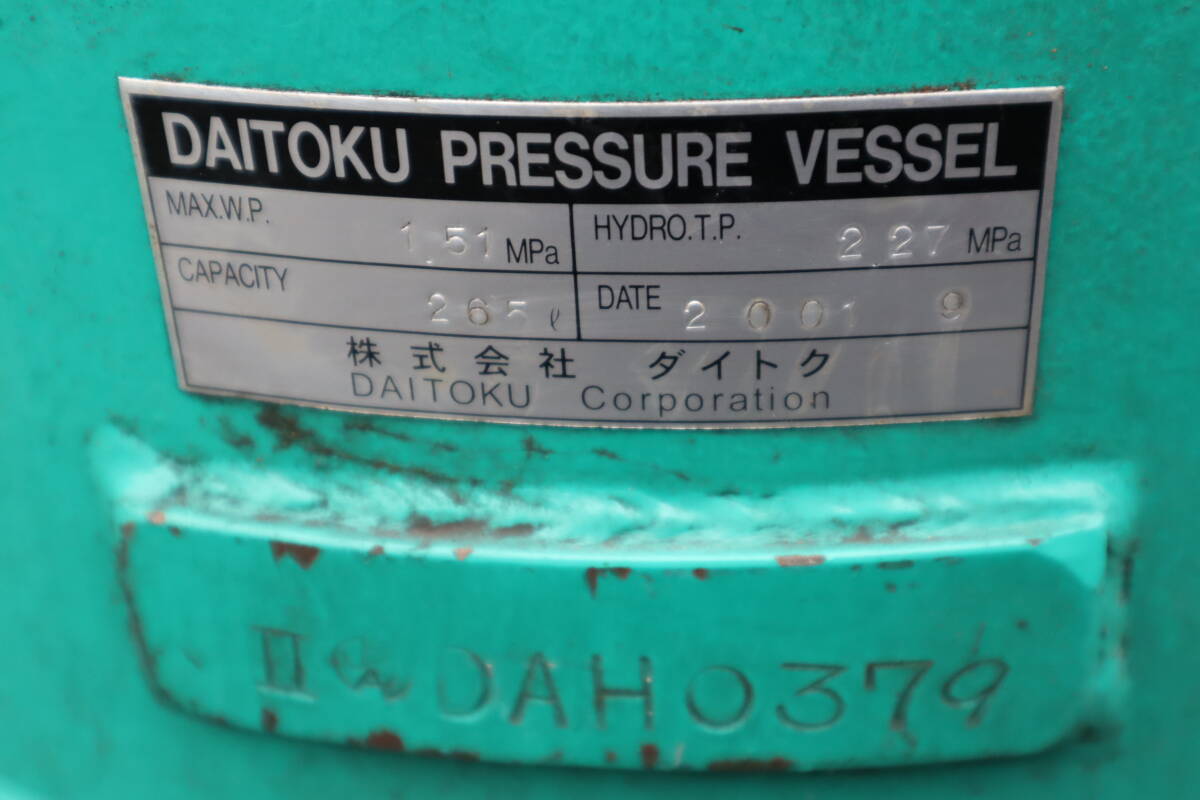 DAITOKU PRESSURE VESSEL
MAX.W.P. 1.51 MPa HYDRO.T.P. 2 27 MPa
CAPACITY 265 ℓ DATE 2001 9
株式会社 ダイトク
DAITOKU Corporation
II DAH0379